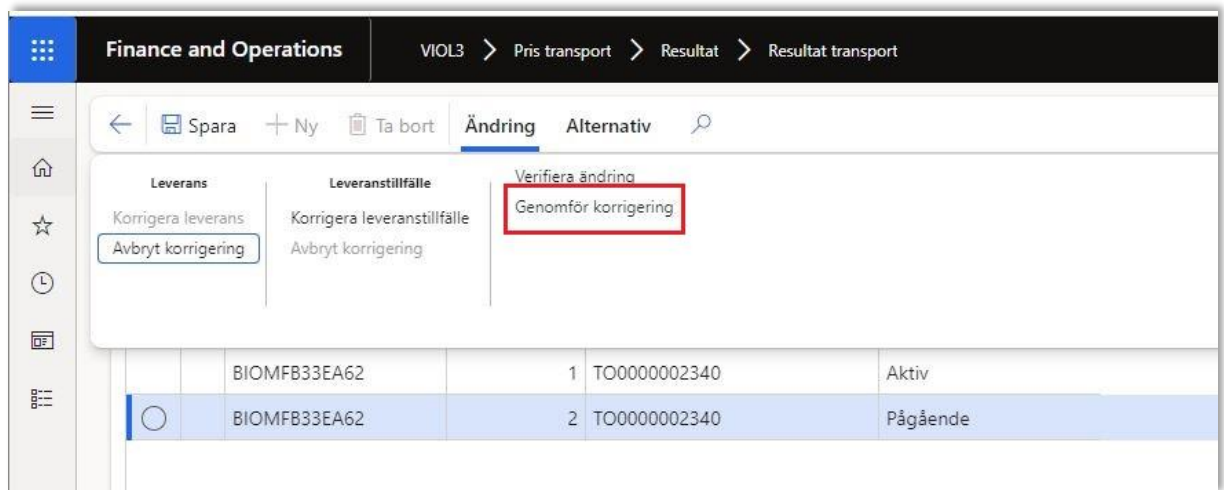 Finance and Operations VIOL3 > Pris transport > Resultat > Resultat transport
Spara + Ny Ta bort Ändring Alternativ
Leverans Leveranstillfälle Verifiera ändring
Korrigera leverans Korrigera leveranstillfälle Genomför korrigering
Avbryt korrigering Avbryt korrigering
BIOMFB33EA62 1 TO0000002340 Aktiv
BIOMFB33EA62 2 TO0000002340 Pågående